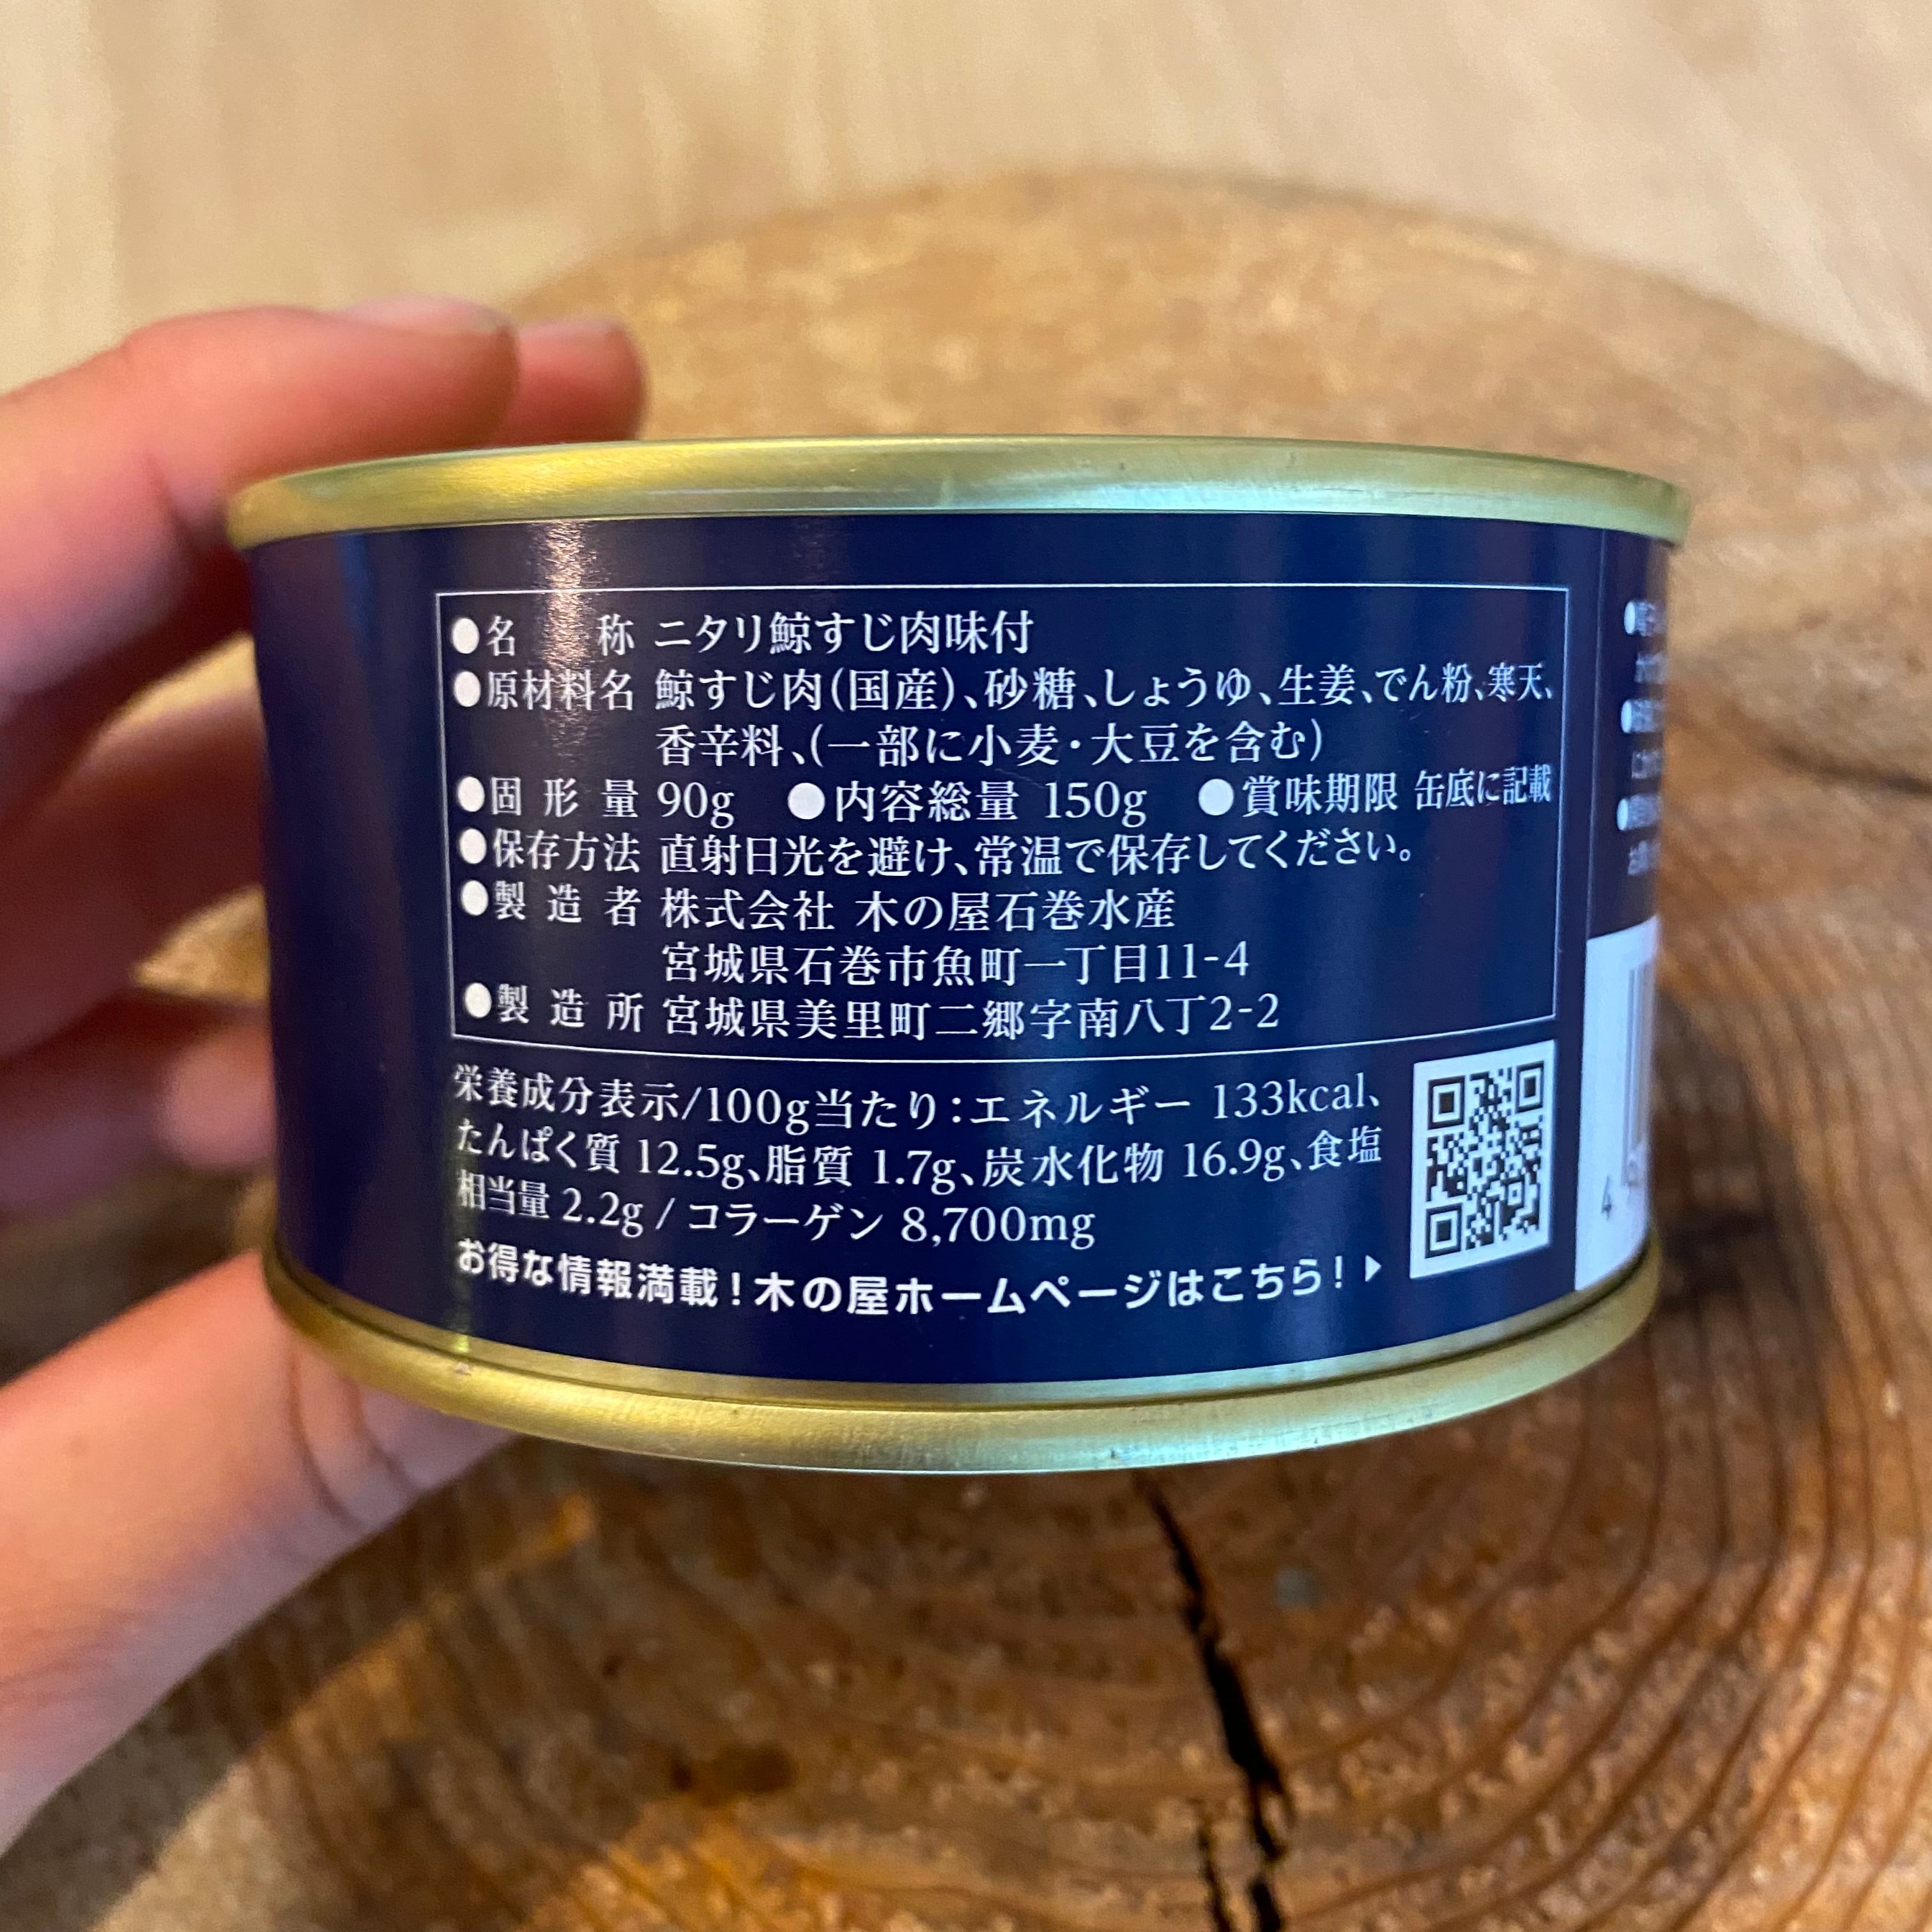 ●名　　称 ニタリ鯨すじ肉味付
●原材料名 鯨すじ肉(国産)、砂糖、しょうゆ、生姜、でん粉、寒天、
香辛料、(一部に小麦・大豆を含む)
●固 形 量 90g ●内容総量 150g ●賞味期限 缶底に記載
●保存方法 直射日光を避け、常温で保存してください。
●製 造 者 株式会社 木の屋石巻水産
宮城県石巻市魚町一丁目11-4
●製 造 所 宮城県美里町二郷字南八丁2-2
栄養成分表示/100g当たり:エネルギー 133kcal、
たんぱく質 12.5g、脂質 1.7g、炭水化物 16.9g、食塩
相当量 2.2g / コラーゲン 8,700mg
お得な情報満載!木の屋ホームページはこちら!▶
4